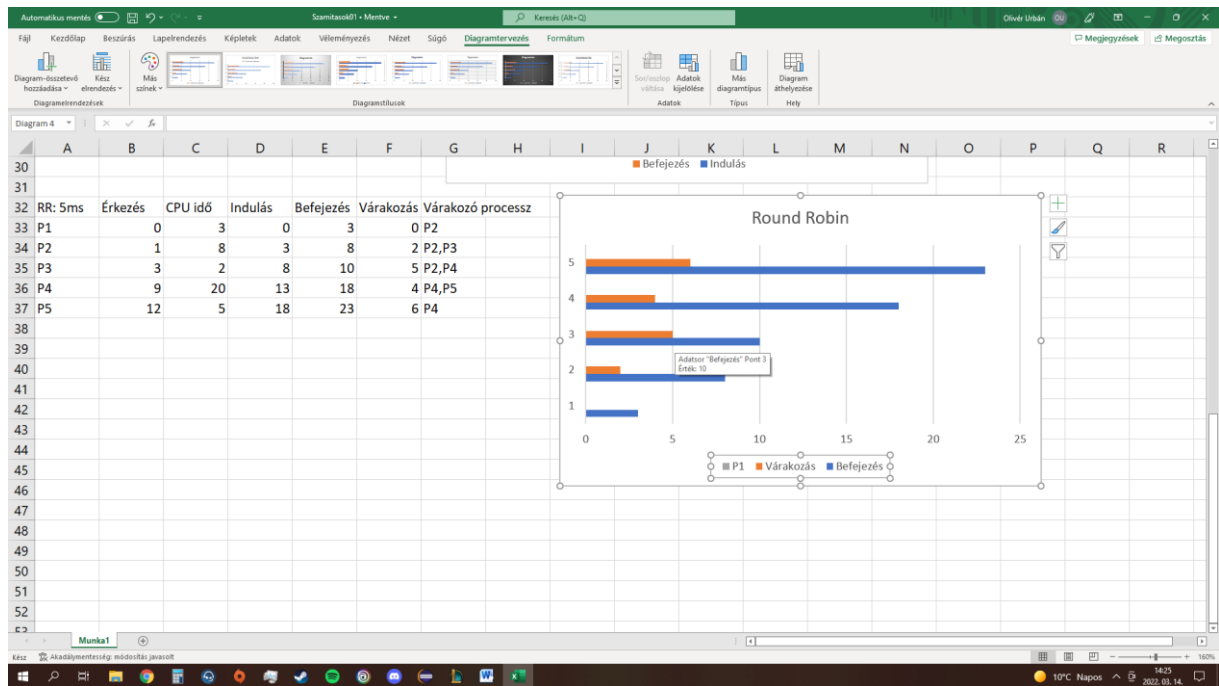 Automatikus mentés Szamitasok01 • Mentve Keresés (Alt+Q) Olivér Urbán OU
Fájl Kezdőlap Beszúrás Lapelrendezés Képletek Adatok Véleményezés Nézet Súgó Diagramtervezés Formátum Megjegyzések Megosztás
Diagram-összetevő hozzáadása Kész elrendezés Más színek Sor/oszlop váltása Adatok kijelölése Más diagramtípus Diagram áthelyezése
Diagramelrendezések Diagramstílusok Adatok Típus Hely
Diagram 4 fx
A B C D E F G H I J K L M N O P Q R
30 Befejezés Indulás
31
32 RR: 5ms Érkezés CPU idő Indulás Befejezés Várakozás Várakozó processz
33 P1 0 3 0 3 0 P2
34 P2 1 8 3 8 2 P2,P3
35 P3 3 2 8 10 5 P2,P4
36 P4 9 20 13 18 4 P4,P5
37 P5 12 5 18 23 6 P4
38
39
40
41
42
43
44
45
46
47
48
49
50
51
52
53
Round Robin
5
4
3
2
1
Adatsor "Befejezés" Pont 3
Érték: 10
0 5 10 15 20 25
P1 Várakozás Befejezés
Munka1
Kész Akadálymentesség: módosítás javasolt 160%
10°C Napos 14:25
2022. 03. 14.